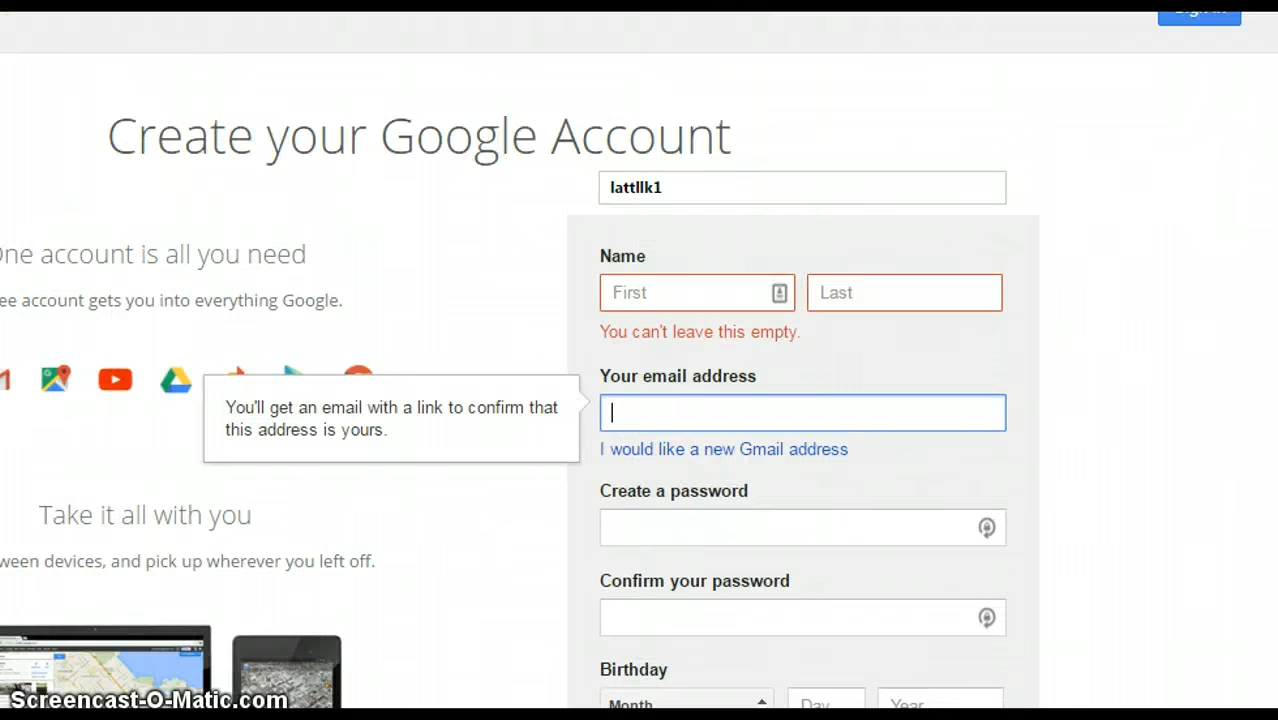 Create your Google Account
lattllk1
One account is all you need
ee account gets you into everything Google.
You'll get an email with a link to confirm that
this address is yours.
Take it all with you
ween devices, and pick up wherever you left off.
Name
First
Last
You can't leave this empty.
Your email address
I would like a new Gmail address
Create a password
Confirm your password
Birthday
Month
Day
Year
Screencast-O-Matic.com